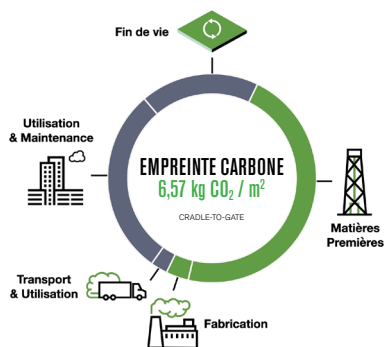 Fin de vie
Utilisation
& Maintenance
EMPREINTE CARBONE
6,57 kg CO₂ / m²
CRADLE-TO-GATE
Matières
Premières
Transport
& Utilisation
Fabrication